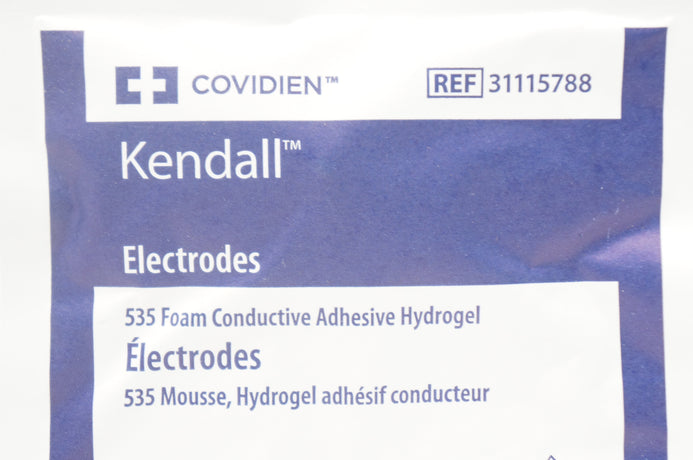 COVIDIEN™
REF 31115788
Kendall™
Electrodes
535 Foam Conductive Adhesive Hydrogel
Électrodes
535 Mousse, Hydrogel adhésif conducteur